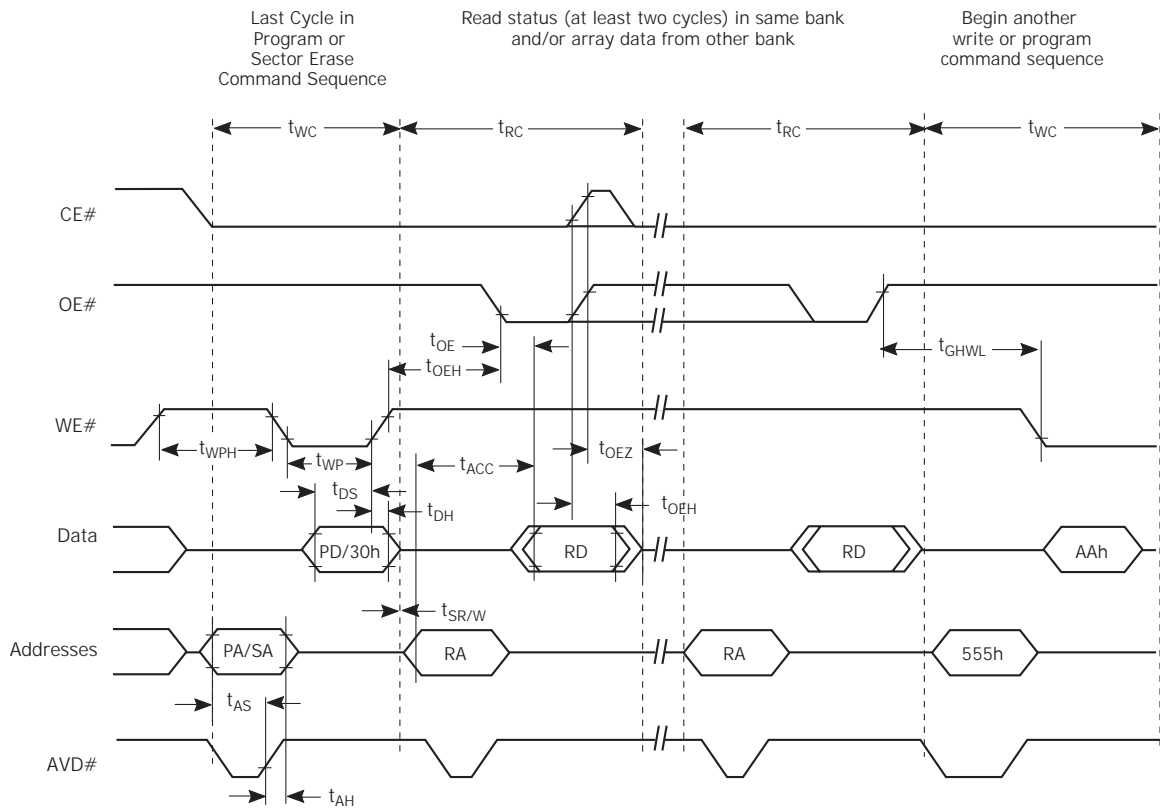 Last Cycle in
Program or
Sector Erase
Command Sequence
Read status (at least two cycles) in same bank
and/or array data from other bank
Begin another
write or program
command sequence
tWC
tRC
tRC
tWC
CE#
OE#
tOE
tOEH
tGHWL
WE#
tWPH
tWP
tACC
tOEZ
tDS
tDH
tOEH
Data
PD/30h
RD
RD
AAh
tSR/W
Addresses
PA/SA
RA
RA
555h
tAS
AVD#
tAH